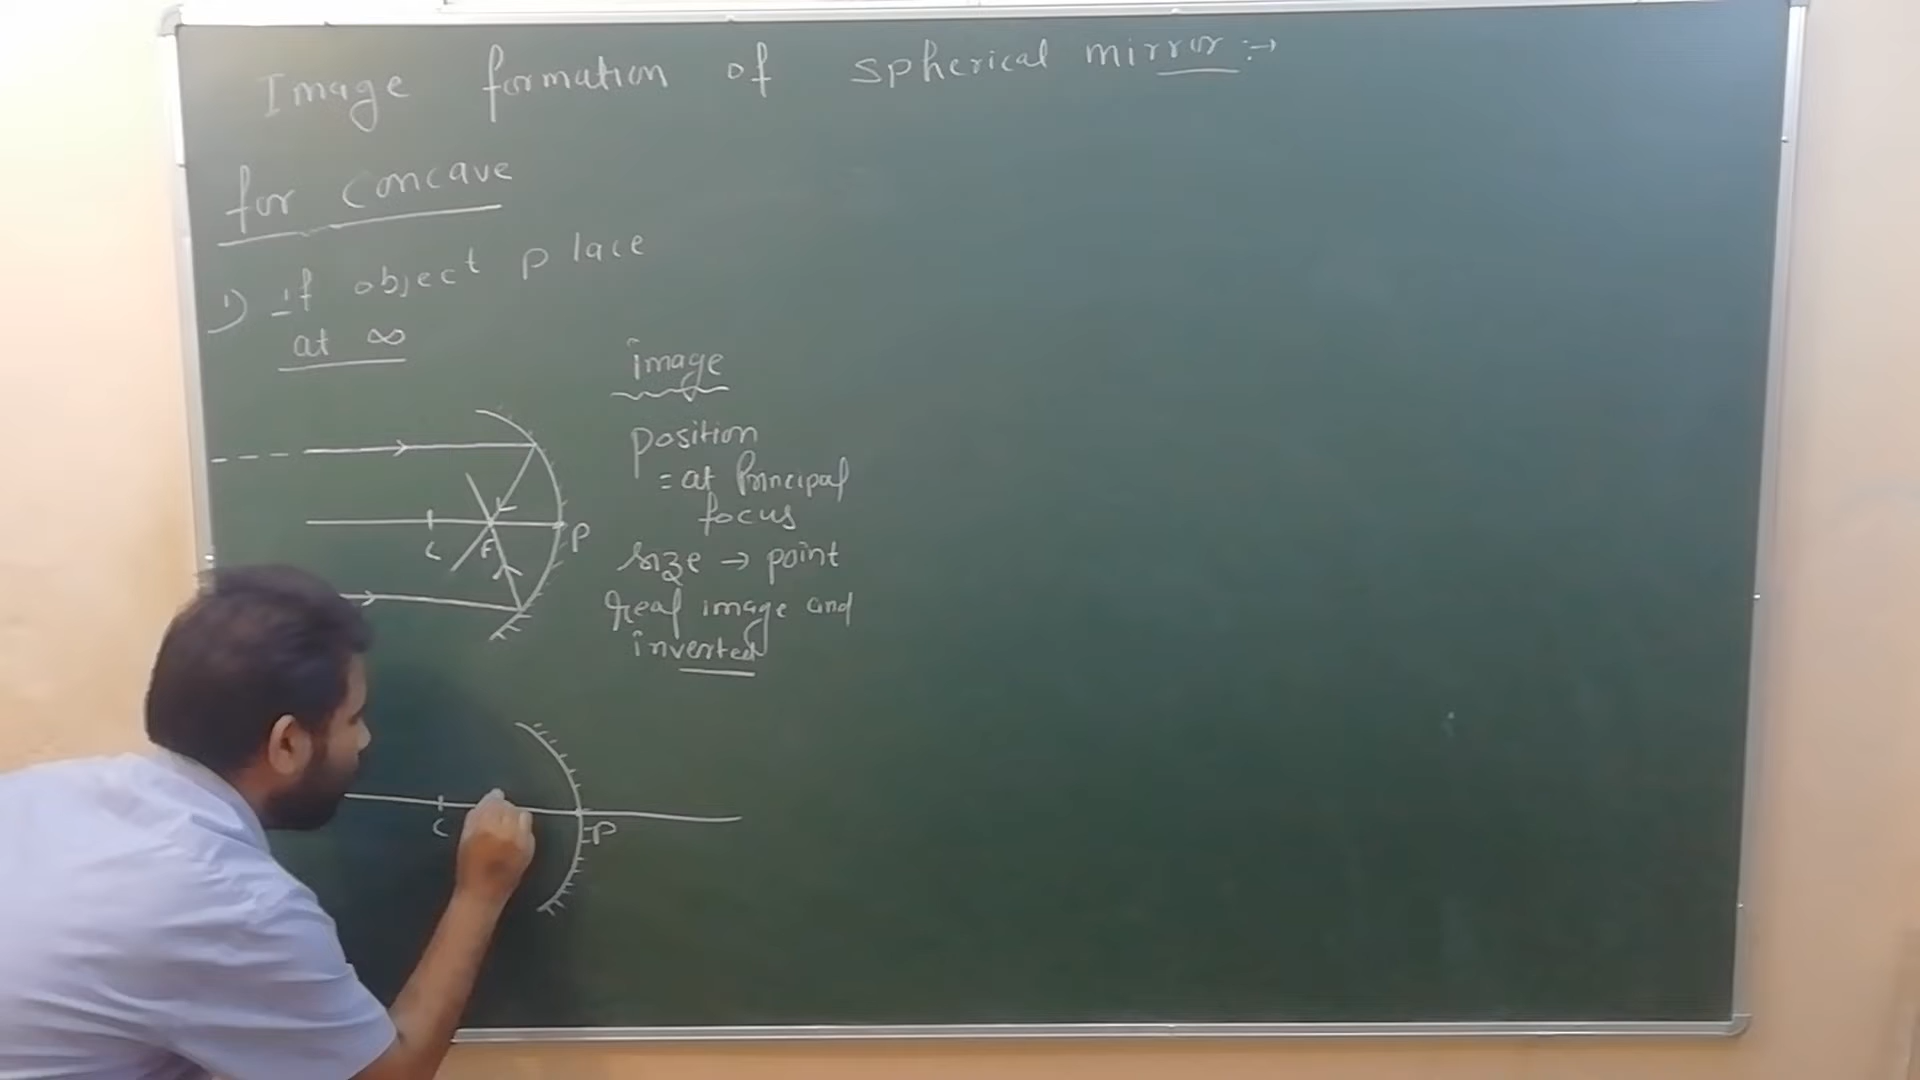 Image formation of spherical mirror :→
for concave
1) if object place
at ∞
image
position
= at Principal
focus
size → point
real image and
inverted
C F P
C P